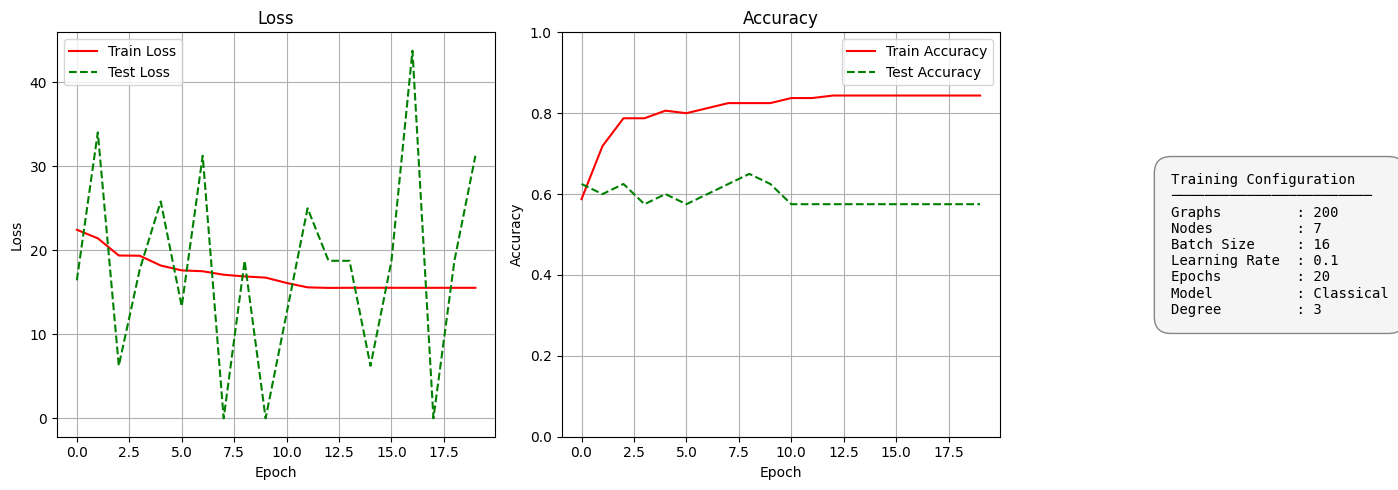 Loss
Train Loss
Test Loss
40
30
20
10
0
Loss
0.0 2.5 5.0 7.5 10.0 12.5 15.0 17.5
Epoch
Accuracy
Train Accuracy
Test Accuracy
1.0
0.8
0.6
0.4
0.2
0.0
Accuracy
0.0 2.5 5.0 7.5 10.0 12.5 15.0 17.5
Epoch
Training Configuration
Graphs : 200
Nodes : 7
Batch Size : 16
Learning Rate : 0.1
Epochs : 20
Model : Classical
Degree : 3